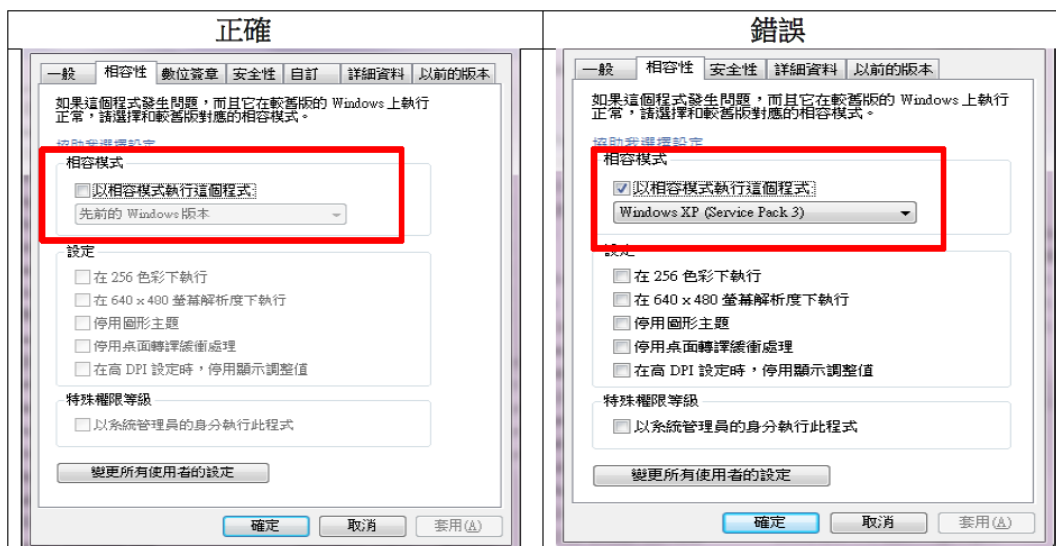 正確
一般 相容性 數位簽章 安全性 自訂 詳細資料 以前的版本
如果這個程式發生問題，而且它在較舊版的 Windows 上執行
正常，請選擇和較舊版對應的相容模式。
協助我選擇設定
相容模式
以相容模式執行這個程式:
先前的 Windows 版本
設定
在 256 色彩下執行
在 640 x 480 螢幕解析度下執行
停用圖形主題
停用桌面轉譯緩衝處理
在高 DPI 設定時，停用顯示調整值
特殊權限等級
以系統管理員的身分執行此程式
變更所有使用者的設定
確定 取消 套用(A)
錯誤
一般 相容性 安全性 詳細資料 以前的版本
如果這個程式發生問題，而且它在較舊版的 Windows 上執行
正常，請選擇和較舊版對應的相容模式。
協助我選擇設定
相容模式
以相容模式執行這個程式:
Windows XP (Service Pack 3)
設定
在 256 色彩下執行
在 640 x 480 螢幕解析度下執行
停用圖形主題
停用桌面轉譯緩衝處理
在高 DPI 設定時，停用顯示調整值
特殊權限等級
以系統管理員的身分執行此程式
變更所有使用者的設定
確定 取消 套用(A)